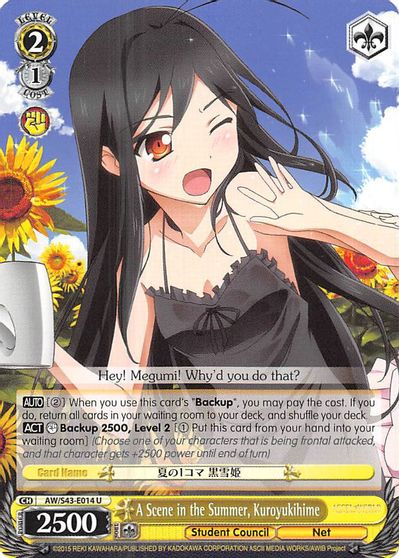 LEVEL
2
1
COST
Hey! Megumi! Why'd you do that?
AUTO [②] When you use this card's "Backup", you may pay the cost. If you
do, return all cards in your waiting room to your deck, and shuffle your deck.
ACT Backup 2500, Level 2 [Put this card from your hand into your
waiting room] (Choose one of your characters that is being frontal attacked,
and that character gets +2500 power until end of turn)
Card Name
夏の1コマ 黒雪姫
CH AW/S43-E014 U
A Scene in the Summer, Kuroyukihime
POWER 2500
Student Council
Net
©2015 REKI KAWAHARA/PUBLISHED BY KADOKAWA CORPORATION ASCII MEDIA WORKS/AWIB Project